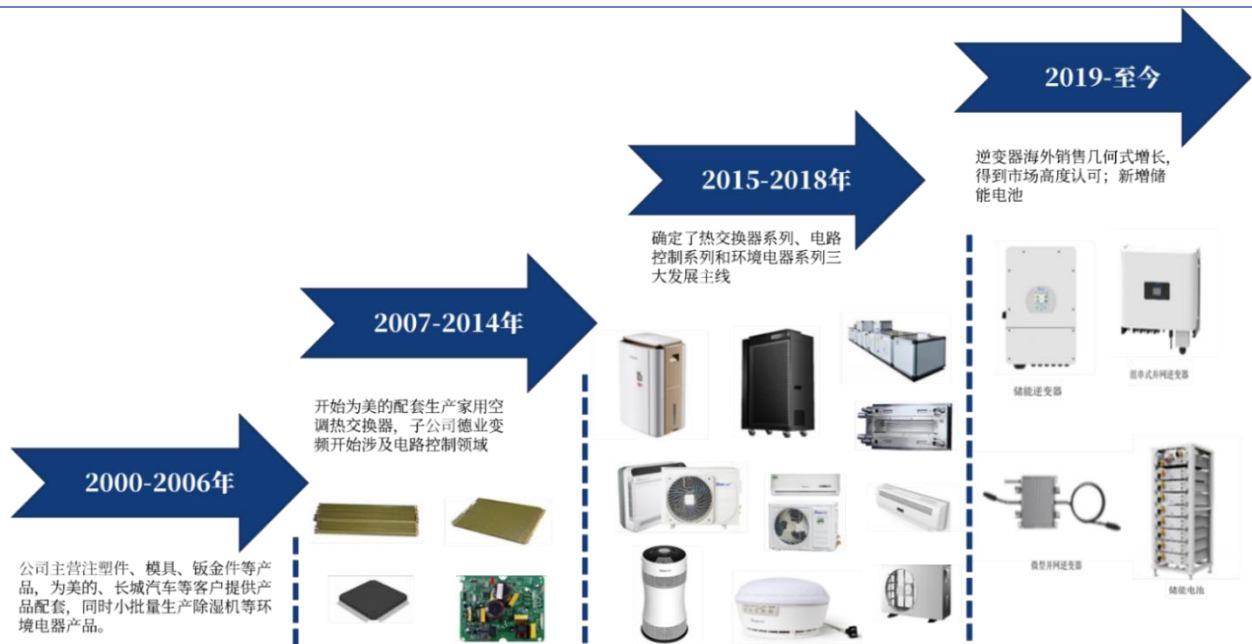 2000-2006年
公司主营注塑件、模具、钣金件等产
品，为美的、长城汽车等客户提供产
品配套，同时小批量生产除湿机等环
境电器产品。
2007-2014年
开始为美的配套生产家用空
调热交换器，子公司德业变
频开始涉及电路控制领域
2015-2018年
确定了热交换器系列、电路
控制系列和环境电器系列三
大发展主线
2019-至今
逆变器海外销售几何式增长，
得到市场高度认可；新增储
能电池
储能逆变器
组串式并网逆变器
微型并网逆变器
储能电池